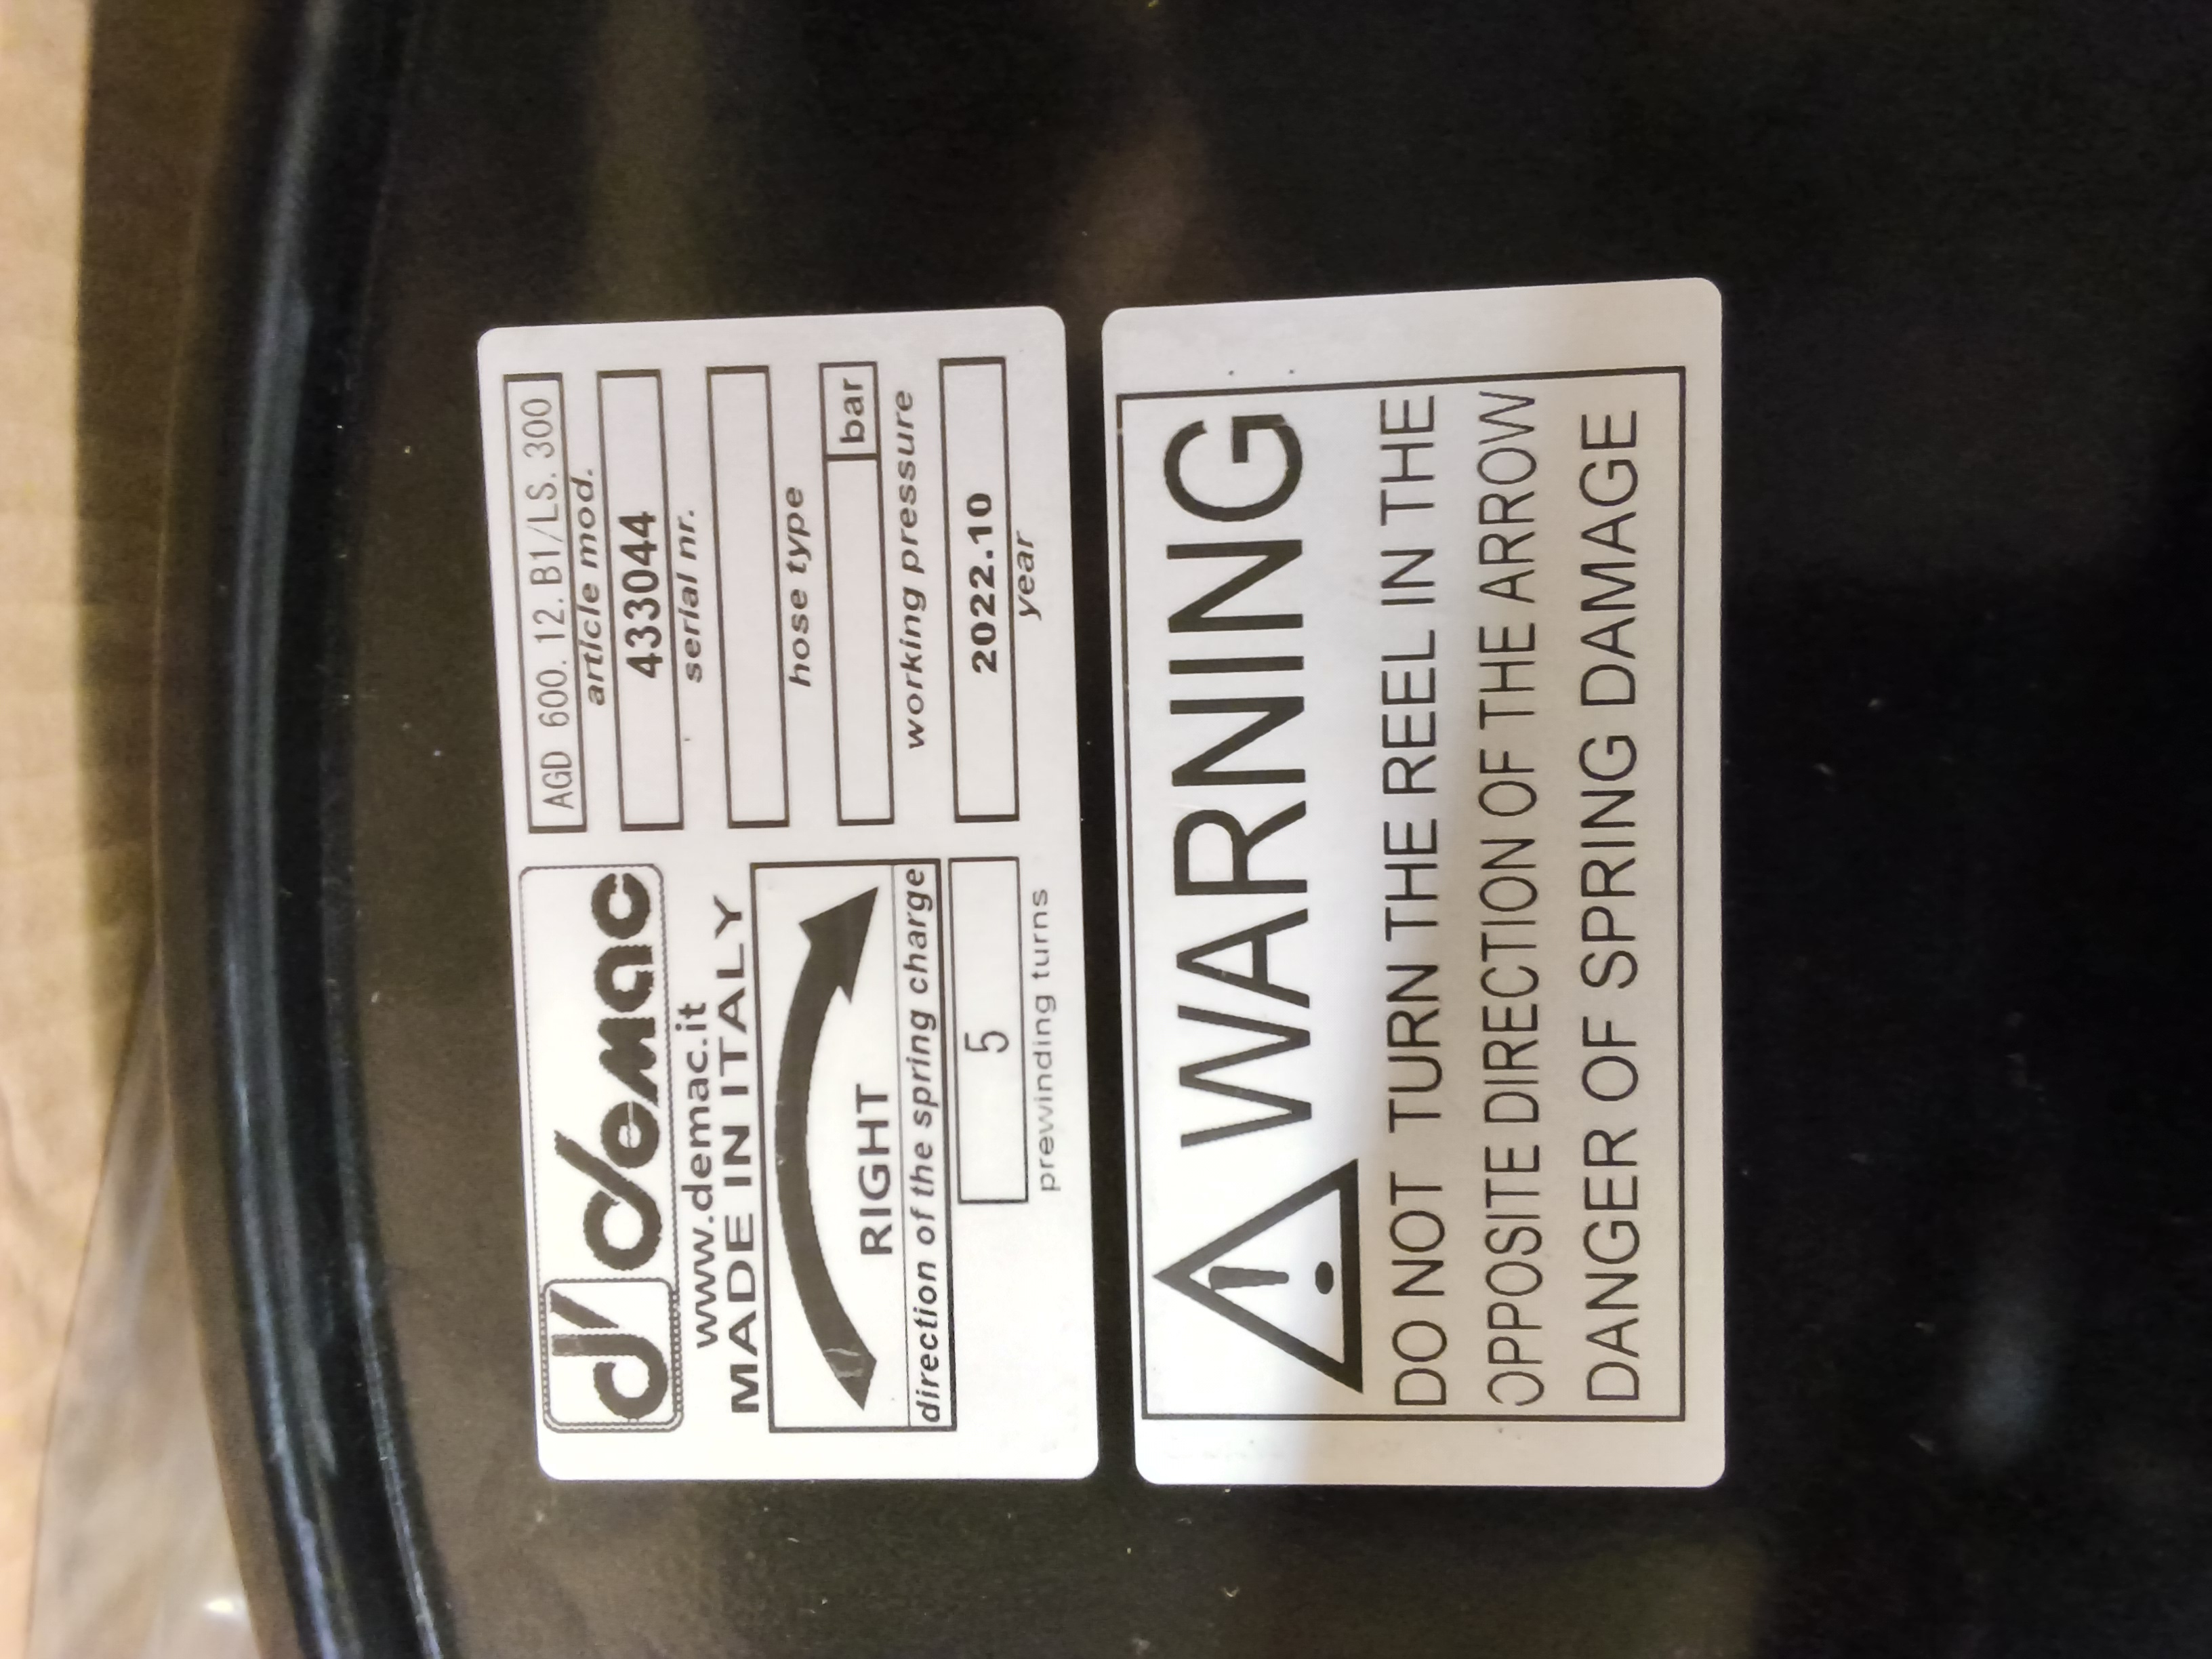 d demac
www.demac.it
MADE IN ITALY
RIGHT
direction of the spring charge
5
prewinding turns
AGD 600. 12. B1/LS. 300
article mod.
433044
serial nr.
hose type
bar
working pressure
2022.10
year
! WARNING
DO NOT TURN THE REEL IN THE
OPPOSITE DIRECTION OF THE ARROW
DANGER OF SPRING DAMAGE